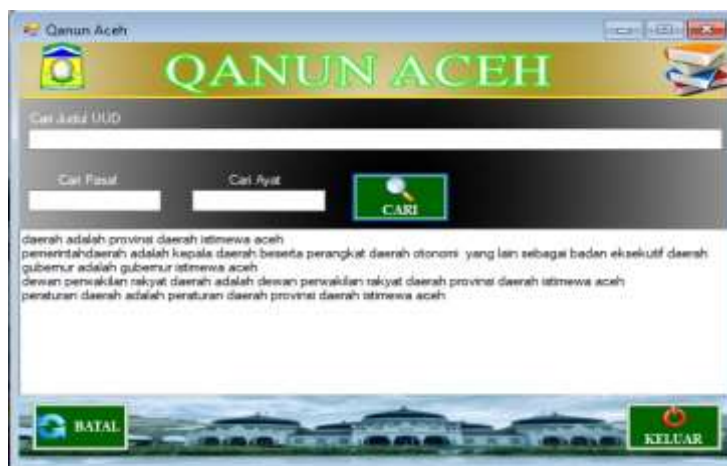 Qanun Aceh
QANUN ACEH
Cari Judul UUD
Cari Pasal
Cari Ayat
CARI
daerah adalah provinsi daerah istimewa aceh
pemerintahdaerah adalah kepala daerah beserta perangkat daerah otonomi yang lain sebagai badan eksekutif daerah
gubernur adalah gubernur istimewa aceh
dewan perwakilan rakyat daerah adalah dewan perwakilan rakyat daerah provinsi daerah istimewa aceh
peraturan daerah adalah peraturan daerah provinsi daerah istimewa aceh
BATAL
KELUAR